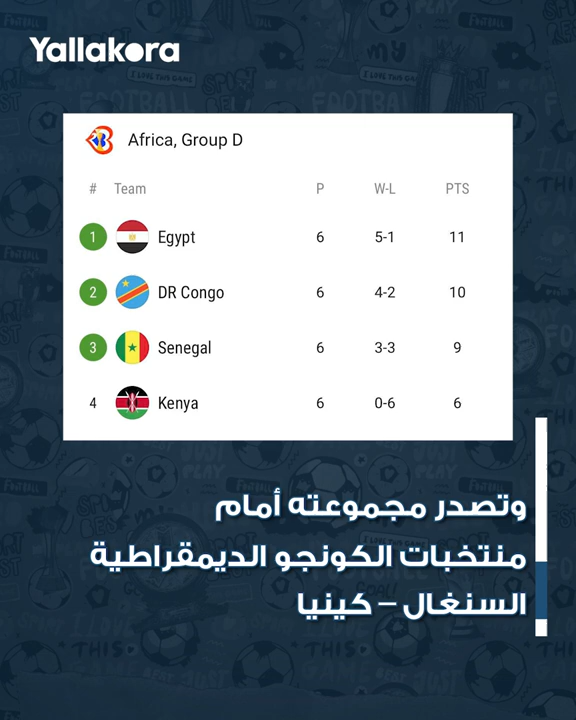 Yallakora
Africa, Group D
# Team P W-L PTS
1 Egypt 6 5-1 11
2 DR Congo 6 4-2 10
3 Senegal 6 3-3 9
4 Kenya 6 0-6 6
وتصدر مجموعته أمام
منتخبات الكونجو الديمقراطية
السنغال – كينيا